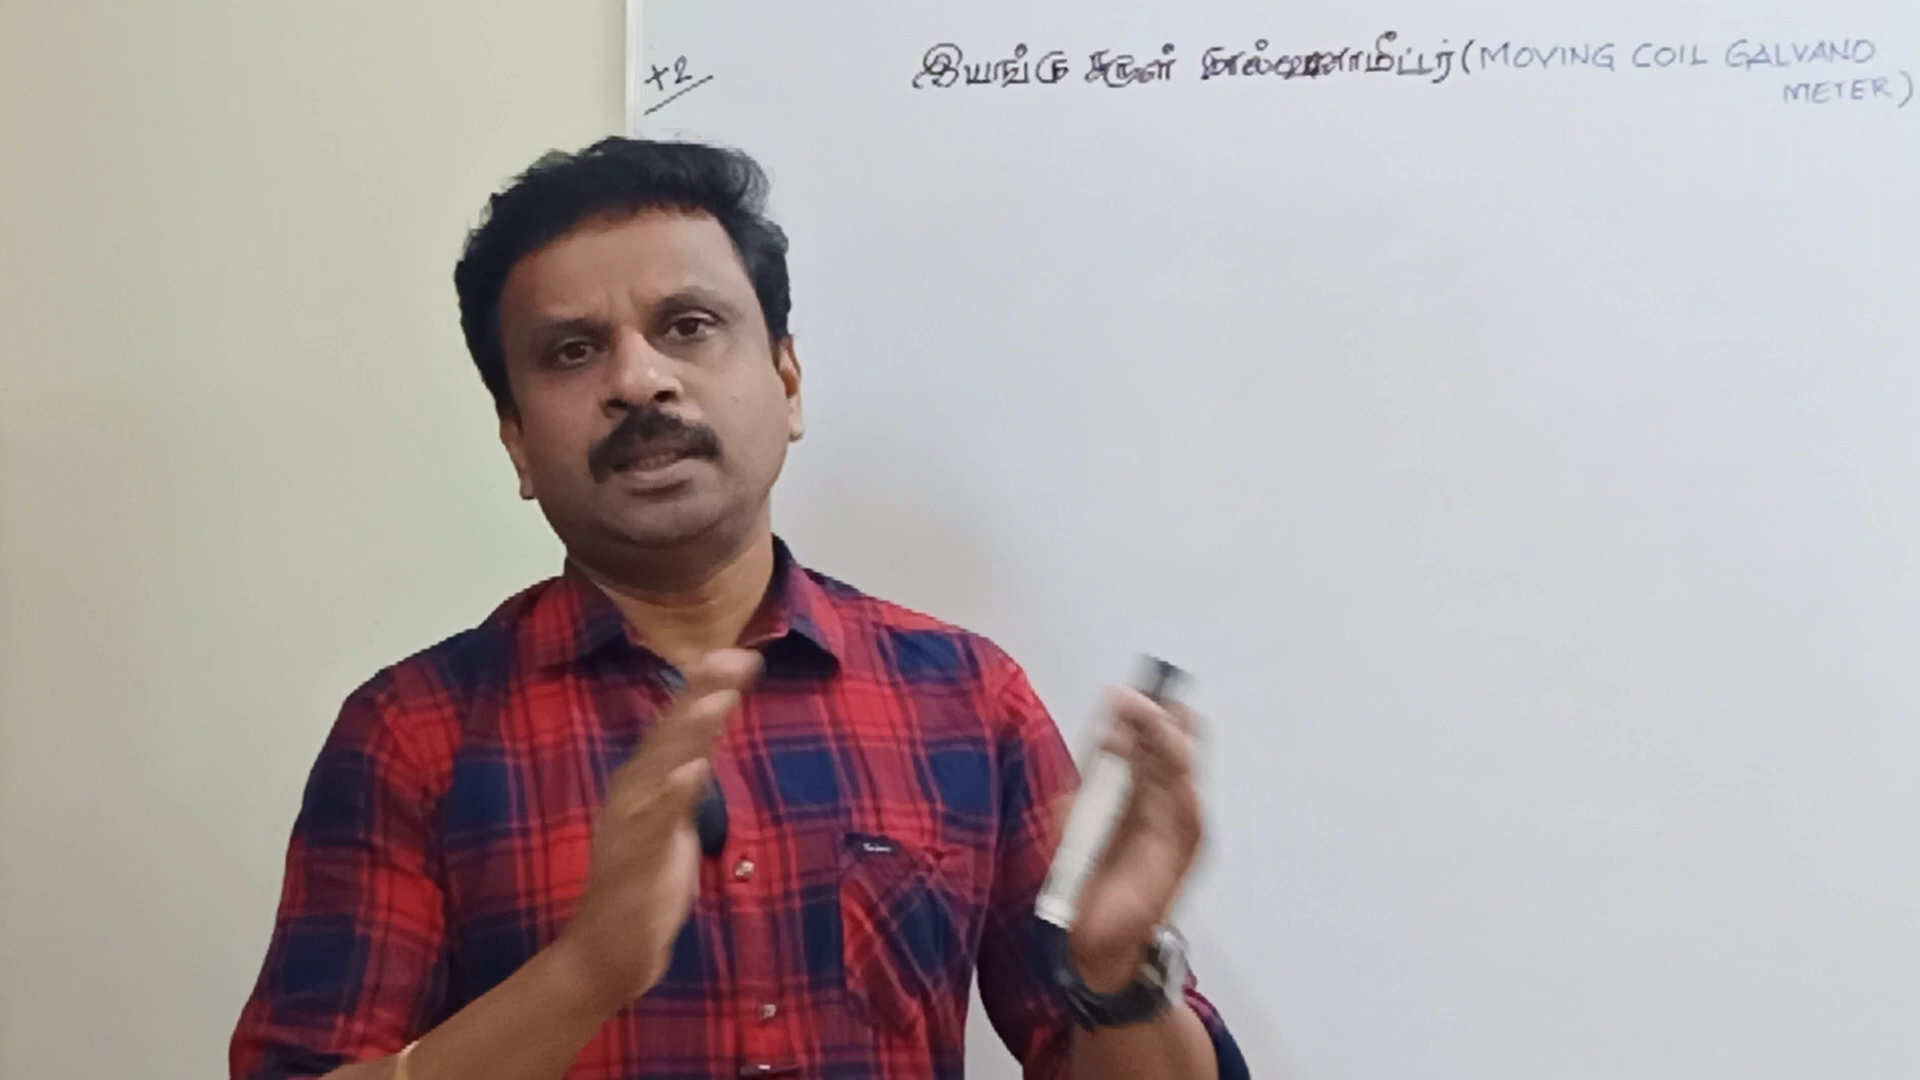 +2
இயங்கு சுருள் கால்வனாமீட்டர் (MOVING COIL GALVANO
METER)